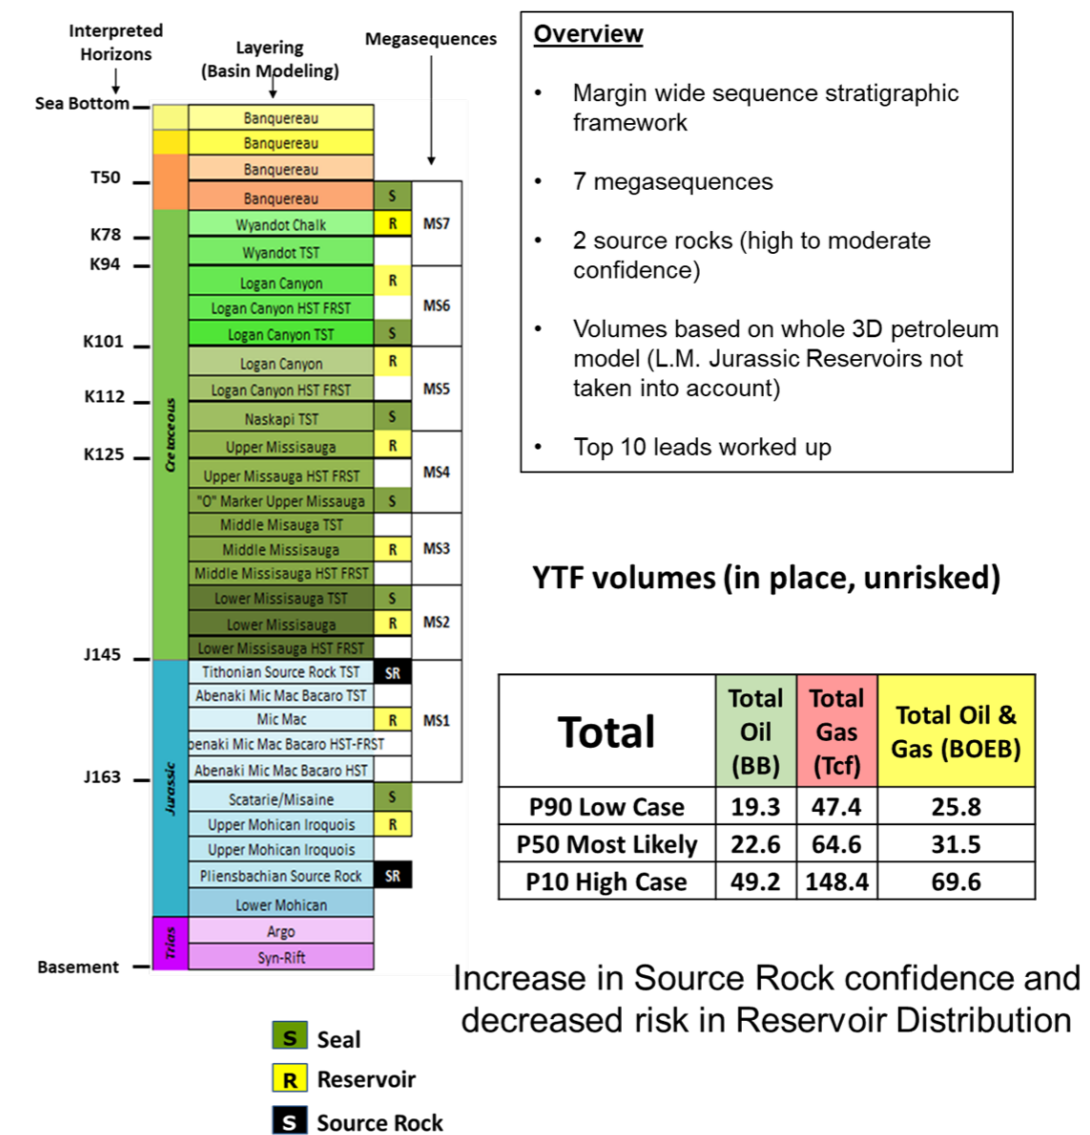 Interpreted
Horizons
Layering
(Basin Modeling)
Megasequences
Sea Bottom
T50
K78
K94
K101
K112
K125
J145
J163
Basement
Cretaceous
Jurassic
Trias
Banquereau
Banquereau
Banquereau
Banquereau S
Wyandot Chalk R MS7
Wyandot TST
Logan Canyon R
Logan Canyon HST FRST MS6
Logan Canyon TST S
Logan Canyon R
Logan Canyon HST FRST MS5
Naskapi TST S
Upper Missisauga R
Upper Missauga HST FRST MS4
"O" Marker Upper Missauga S
Middle Misauga TST
Middle Missisauga R MS3
Middle Missisauga HST FRST
Lower Missisauga TST S
Lower Missisauga R MS2
Lower Missisauga HST FRST
Tithonian Source Rock TST SR
Abenaki Mic Mac Bacaro TST
Mic Mac R MS1
benaki Mic Mac Bacaro HST-FRST
Abenaki Mic Mac Bacaro HST
Scatarie/Misaine S
Upper Mohican Iroquois R
Upper Mohican Iroquois
Pliensbachian Source Rock SR
Lower Mohican
Argo
Syn-Rift
S Seal
R Reservoir
S Source Rock
Overview
• Margin wide sequence stratigraphic
framework
• 7 megasequences
• 2 source rocks (high to moderate
confidence)
• Volumes based on whole 3D petroleum
model (L.M. Jurassic Reservoirs not
taken into account)
• Top 10 leads worked up
YTF volumes (in place, unrisked)
Total
Total
Oil
(BB)
Total
Gas
(Tcf)
Total Oil &
Gas (BOEB)
P90 Low Case 19.3 47.4 25.8
P50 Most Likely 22.6 64.6 31.5
P10 High Case 49.2 148.4 69.6
Increase in Source Rock confidence and
decreased risk in Reservoir Distribution